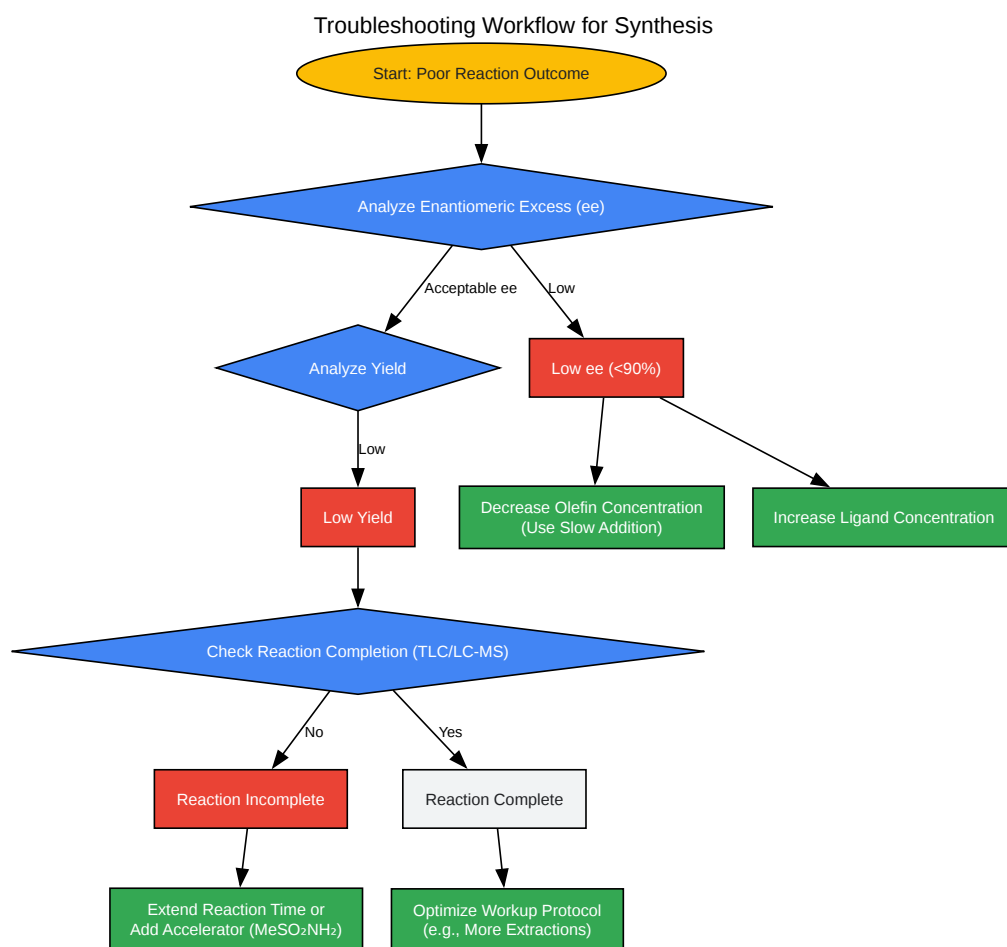 Troubleshooting Workflow for Synthesis
Start: Poor Reaction Outcome
Analyze Enantiomeric Excess (ee)
Acceptable ee
Low
Analyze Yield
Low ee (<90%)
Low
Low Yield
Decrease Olefin Concentration
(Use Slow Addition)
Increase Ligand Concentration
Check Reaction Completion (TLC/LC-MS)
No
Yes
Reaction Incomplete
Reaction Complete
Extend Reaction Time or
Add Accelerator (MeSO₂NH₂)
Optimize Workup Protocol
(e.g., More Extractions)